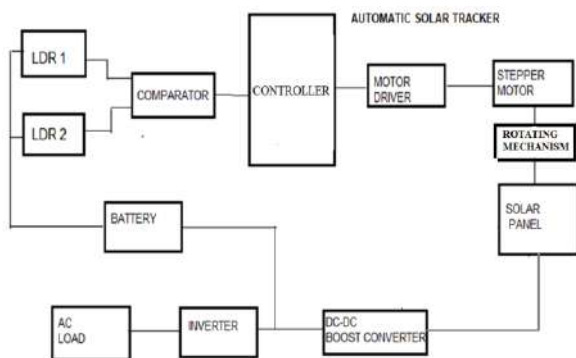 AUTOMATIC SOLAR TRACKER
LDR 1
LDR 2
COMPARATOR
CONTROLLER
MOTOR
DRIVER
STEPPER
MOTOR
ROTATING
MECHANISM
SOLAR
PANEL
BATTERY
AC
LOAD
INVERTER
DC-DC
BOOST CONVERTER